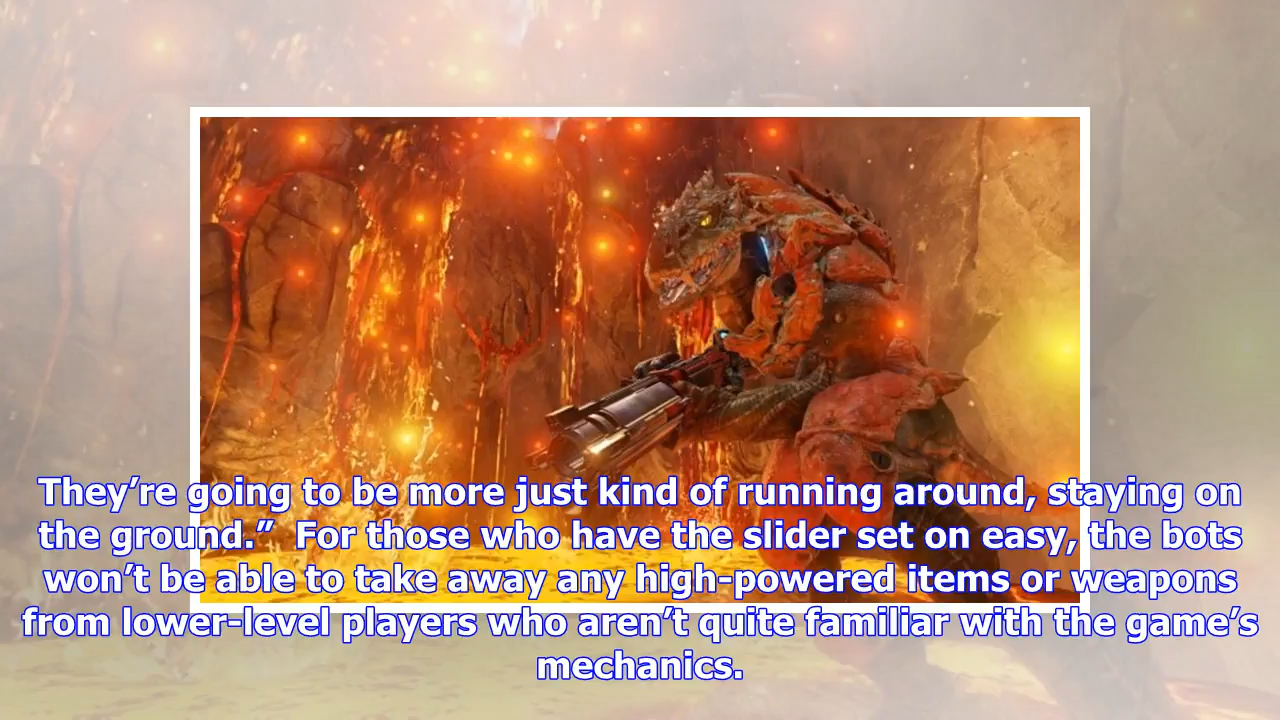 They’re going to be more just kind of running around, staying on
the ground.”  For those who have the slider set on easy, the bots
won’t be able to take away any high-powered items or weapons
from lower-level players who aren’t quite familiar with the game’s
mechanics.